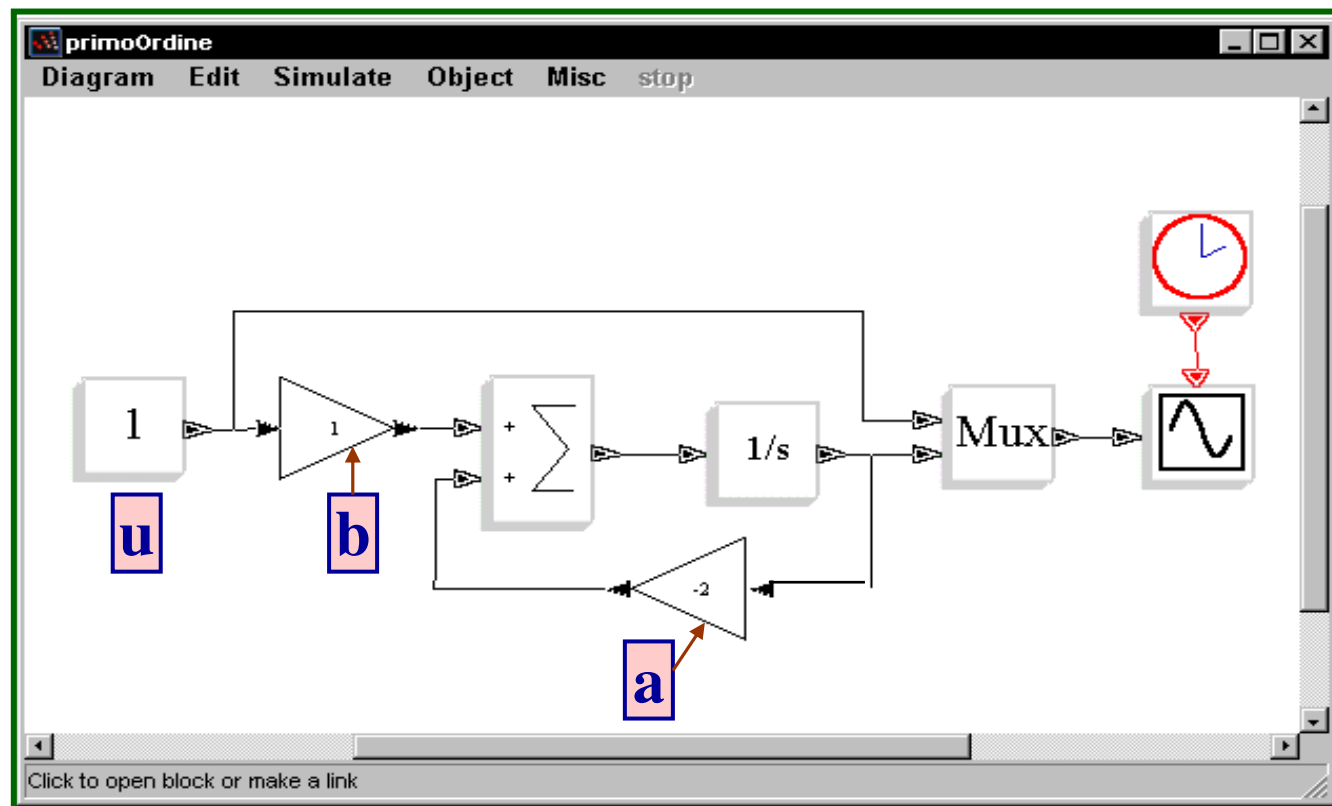 primoOrdine
Diagram Edit Simulate Object Misc stop
1
1
+
+
1/s
Mux
u
b
-2
a
Click to open block or make a link